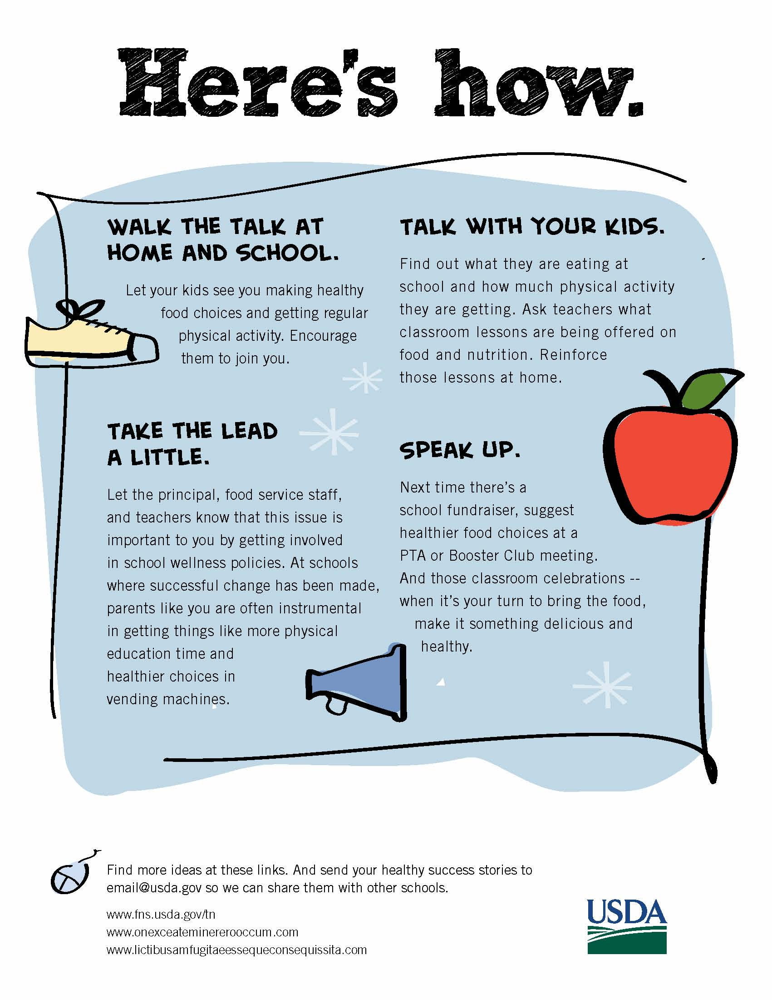 Here's how.
WALK THE TALK AT
HOME AND SCHOOL.
Let your kids see you making healthy
food choices and getting regular
physical activity. Encourage
them to join you.
TALK WITH YOUR KIDS.
Find out what they are eating at
school and how much physical activity
they are getting. Ask teachers what
classroom lessons are being offered on
food and nutrition. Reinforce
those lessons at home.
TAKE THE LEAD
A LITTLE.
Let the principal, food service staff,
and teachers know that this issue is
important to you by getting involved
in school wellness policies. At schools
where successful change has been made,
parents like you are often instrumental
in getting things like more physical
education time and
healthier choices in
vending machines.
SPEAK UP.
Next time there's a
school fundraiser, suggest
healthier food choices at a
PTA or Booster Club meeting.
And those classroom celebrations --
when it's your turn to bring the food,
make it something delicious and
healthy.
Find more ideas at these links. And send your healthy success stories to
email@usda.gov so we can share them with other schools.
www.fns.usda.gov/tn
www.onexceateminererooccum.com
www.lictibusamfugitaeessequeconsequissita.com
USDA